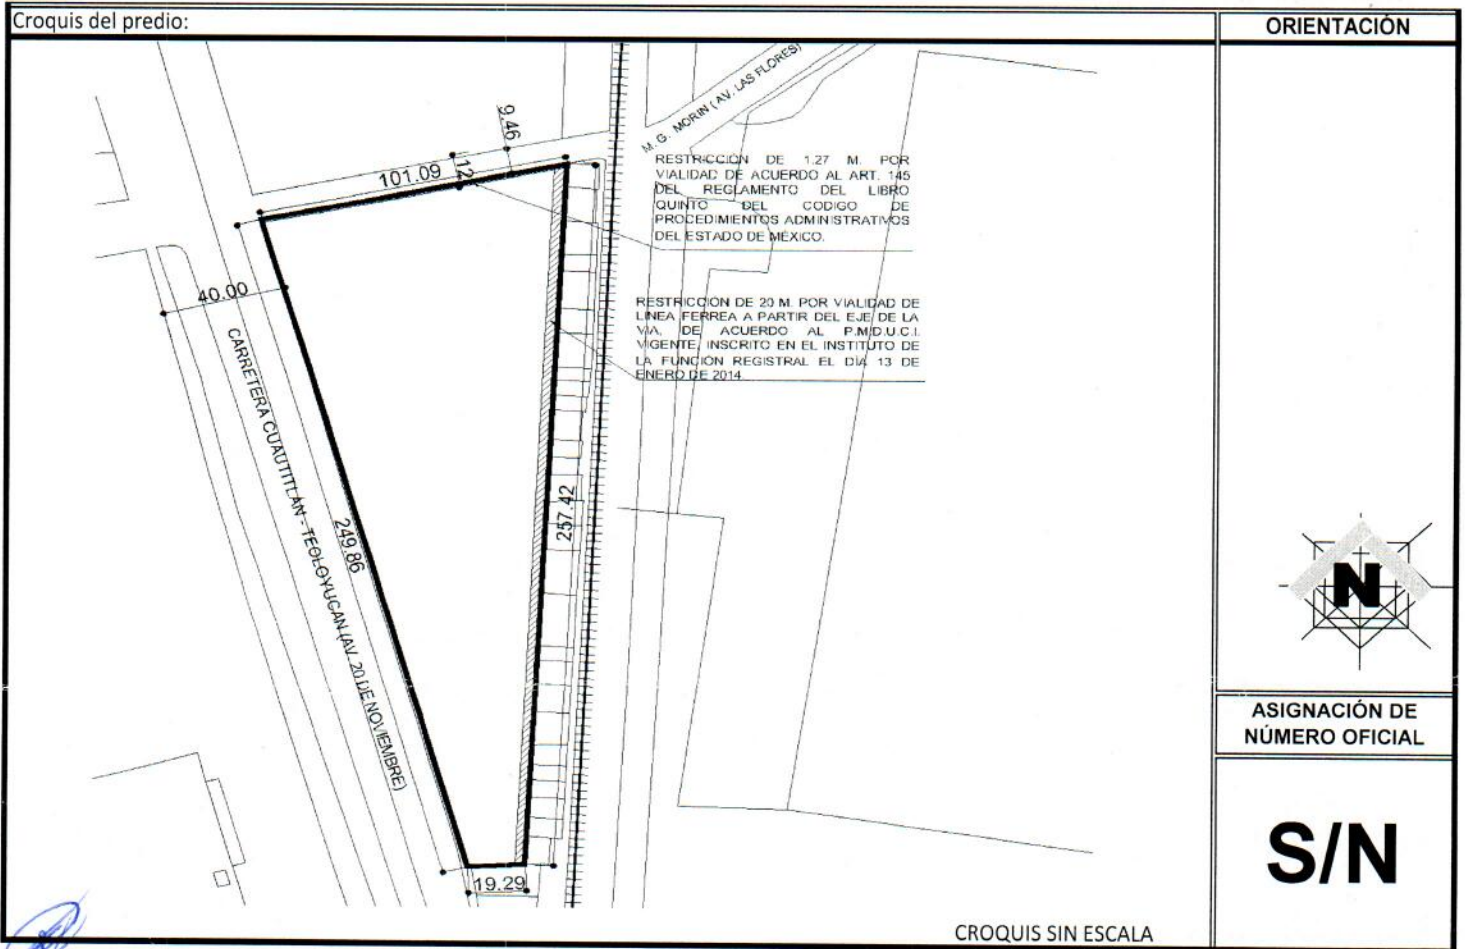 Croquis del predio:
ORIENTACIÓN
M. G. MORIN ( AV. LAS FLORES)
9.46
12
101.09
RESTRICCIÓN DE 1.27 M. POR
VIALIDAD DE ACUERDO AL ART. 145
DEL REGLAMENTO DEL LIBRO
QUINTO DEL CODIGO DE
PROCEDIMIENTOS ADMINISTRATIVOS
DEL ESTADO DE MÉXICO.
40.00
RESTRICCIÓN DE 20 M. POR VIALIDAD DE
LINEA FERREA A PARTIR DEL EJE DE LA
VIA, DE ACUERDO AL P.M.D.U.C.I.
VIGENTE, INSCRITO EN EL INSTITUTO DE
LA FUNCIÓN REGISTRAL EL DÍA 13 DE
ENERO DE 2014
CARRETERA CUAUTITLÁN - TEOLOYUCAN (AV. 20 DE NOVIEMBRE)
249.86
257.42
N
19.29
ASIGNACIÓN DE
NÚMERO OFICIAL
S/N
CROQUIS SIN ESCALA